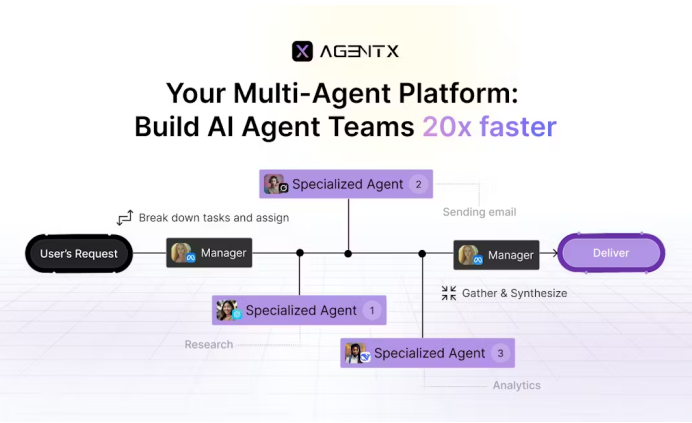 AGENTX
Your Multi-Agent Platform:
Build AI Agent Teams 20x faster
Specialized Agent 2
Sending email
Break down tasks and assign
User's Request
Manager
Manager
Deliver
Gather & Synthesize
Specialized Agent 1
Research
Specialized Agent 3
Analytics